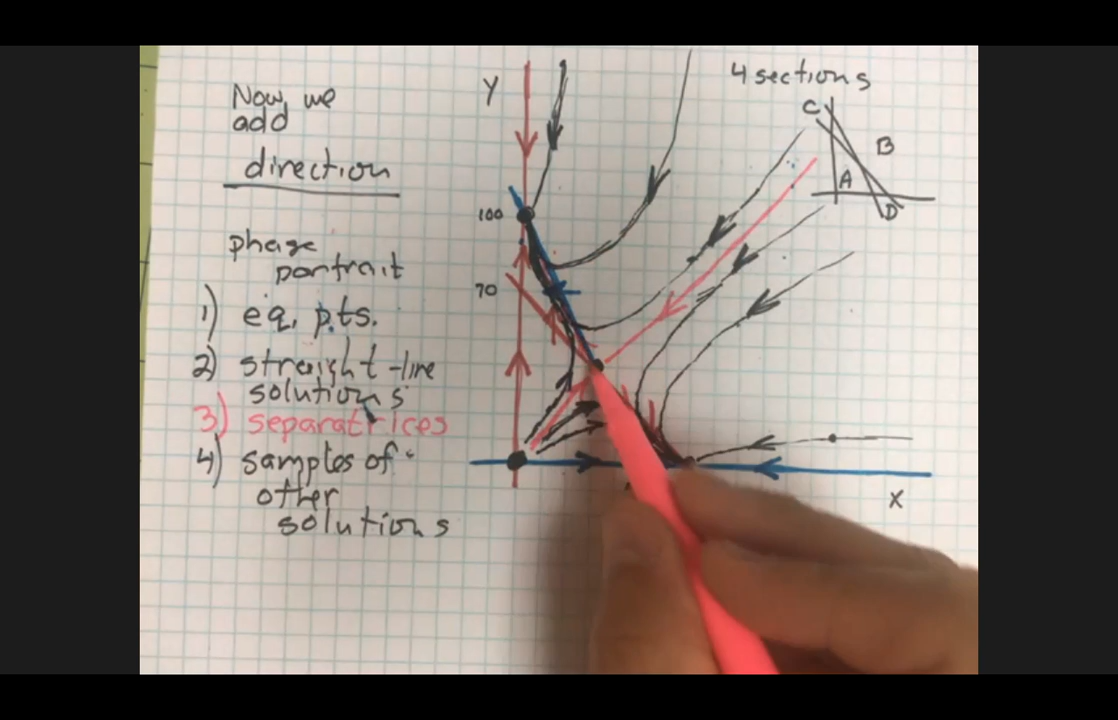 Now, we
add
direction
phase
portrait
1) eq. pts.
2) straight-line
solutions
3) separatrices
4) samples of
other
solutions
Y
100
70
X
4 sections
C
B
A
D